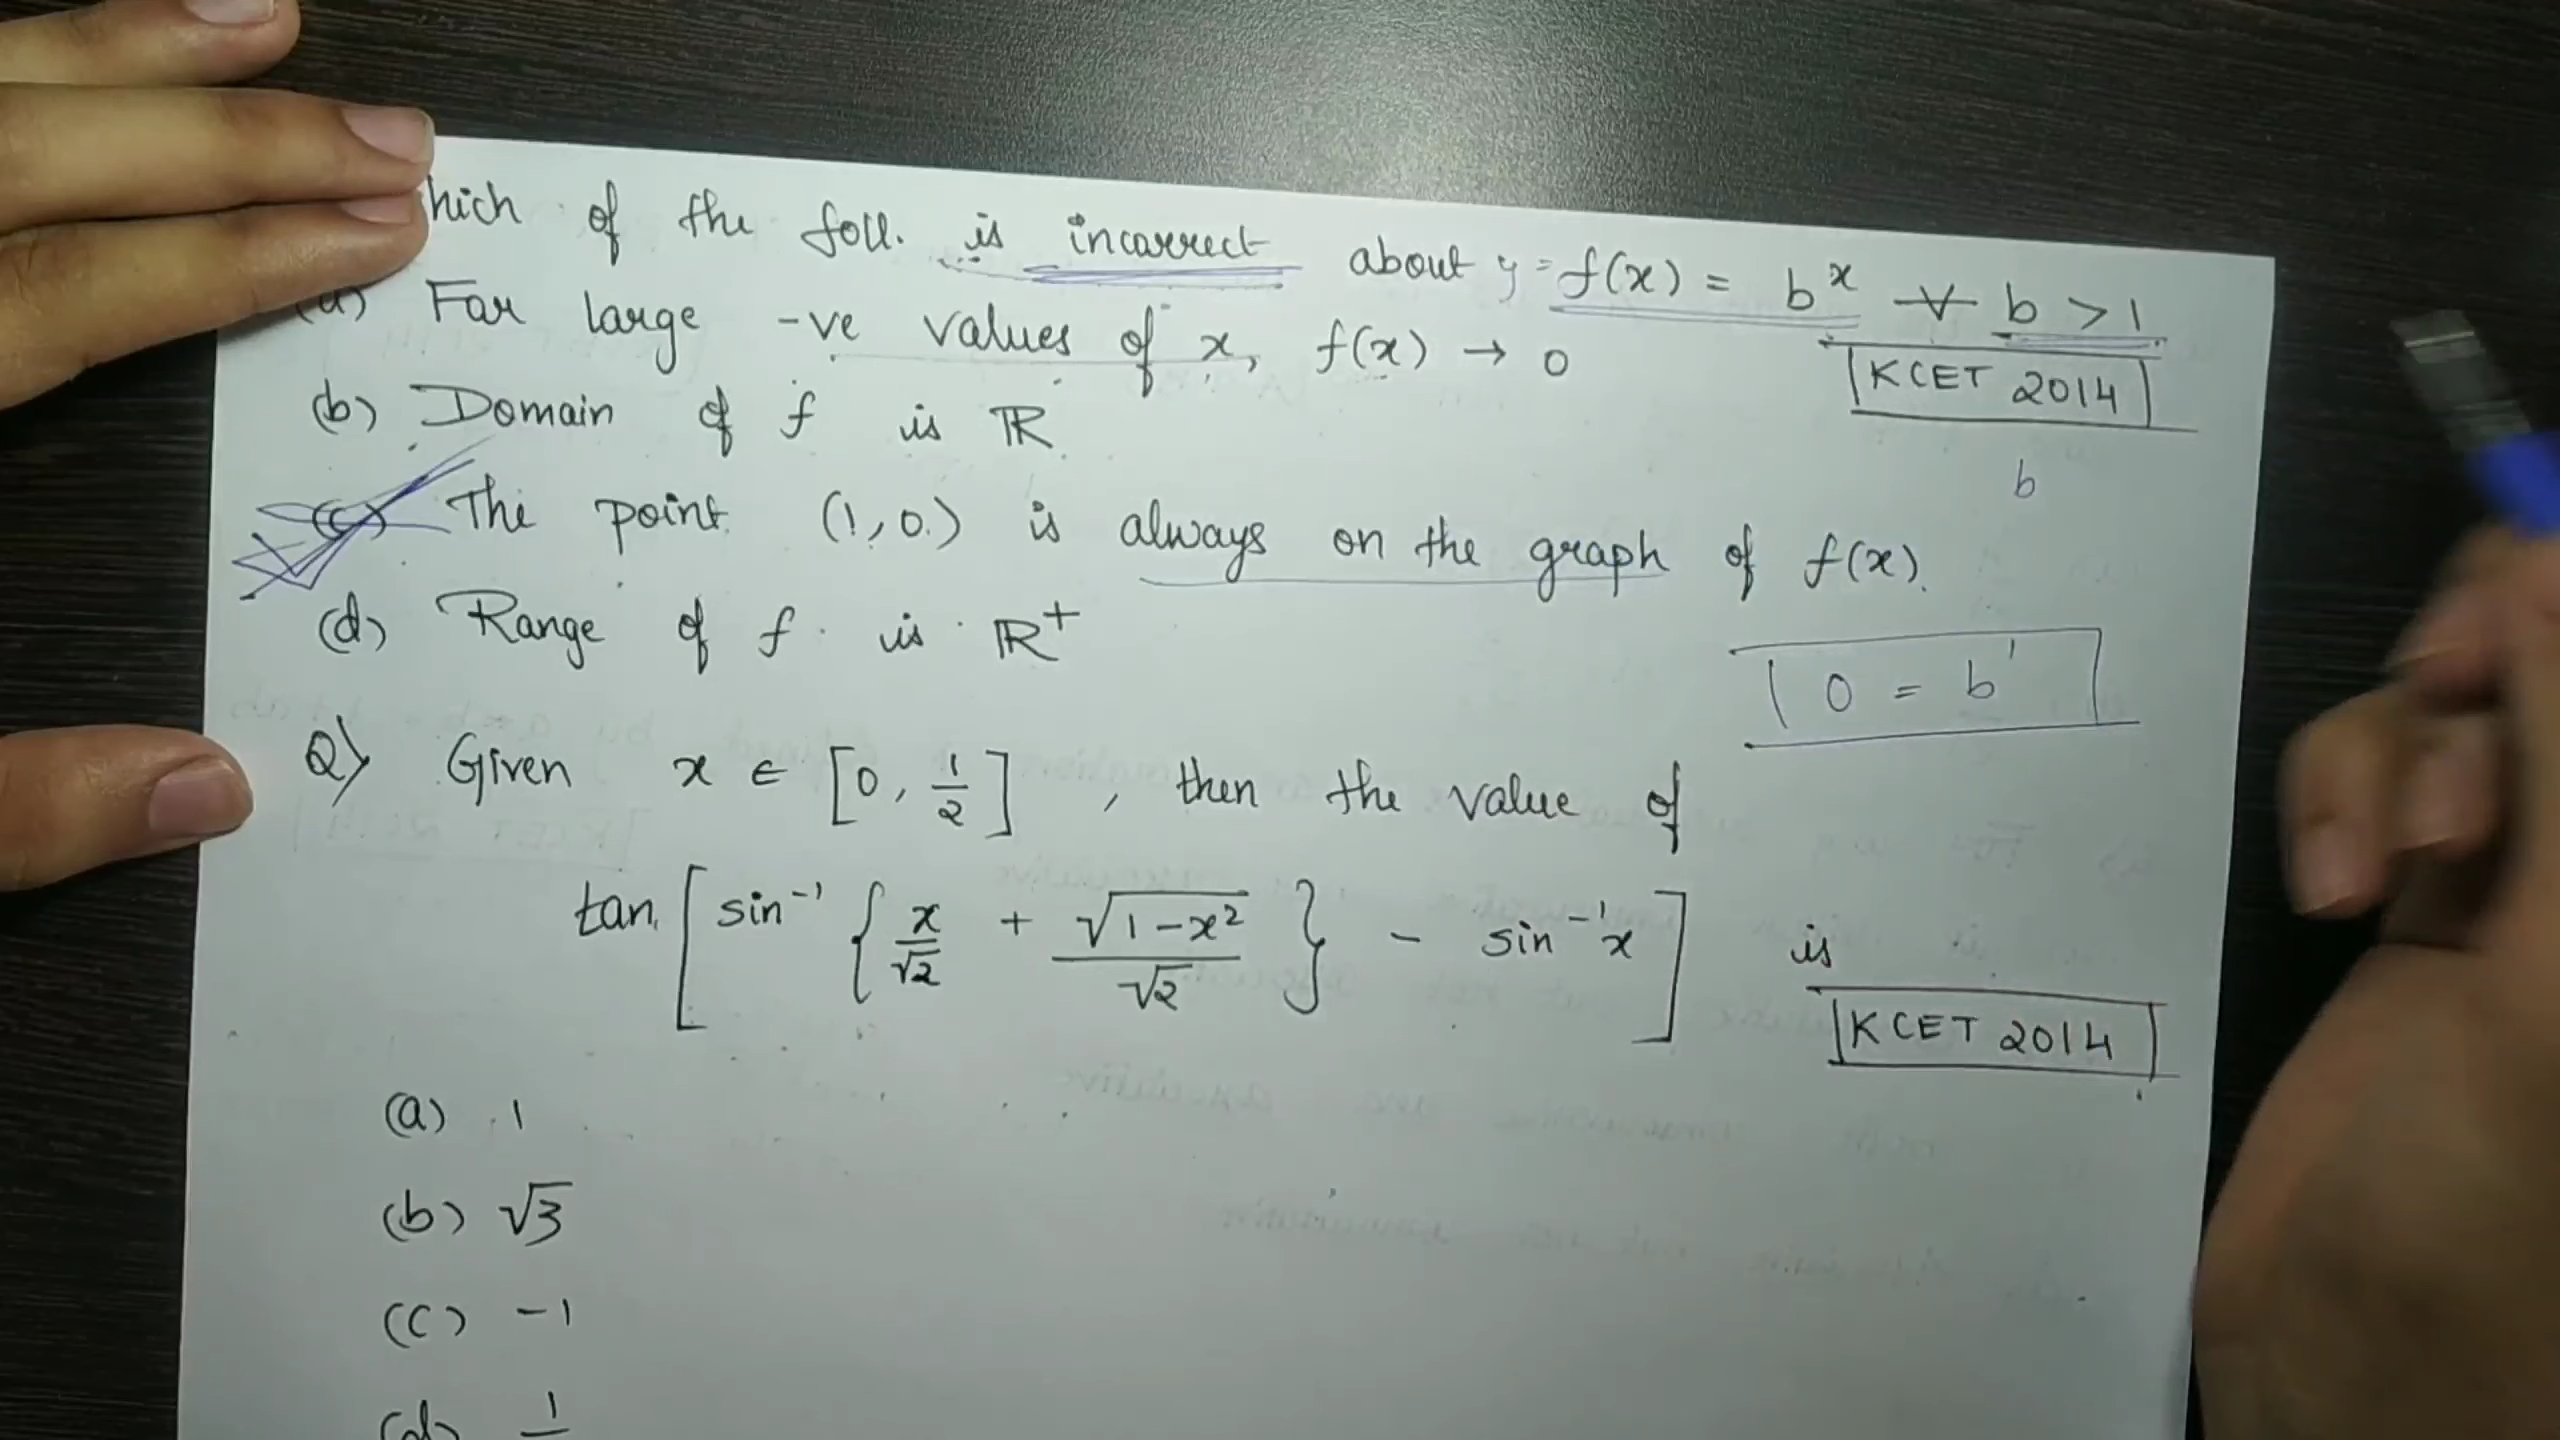 hich of the foll. is incorrect about y = f(x) = bˣ ∀ b > 1
(a) For large -ve values of x, f(x) → 0
KCET 2014
(b) Domain of f is ℝ
b
(c) The point (1, 0) is always on the graph of f(x).
(d) Range of f is ℝ⁺
0 = b¹
Q) Given x ∈ [0, 1/2] , then the value of
tan [sin⁻¹ {x/√2 + √(1-x²)/√2} - sin⁻¹x] is
KCET 2014
(a) 1
(b) √3
(c) -1
(d) 1